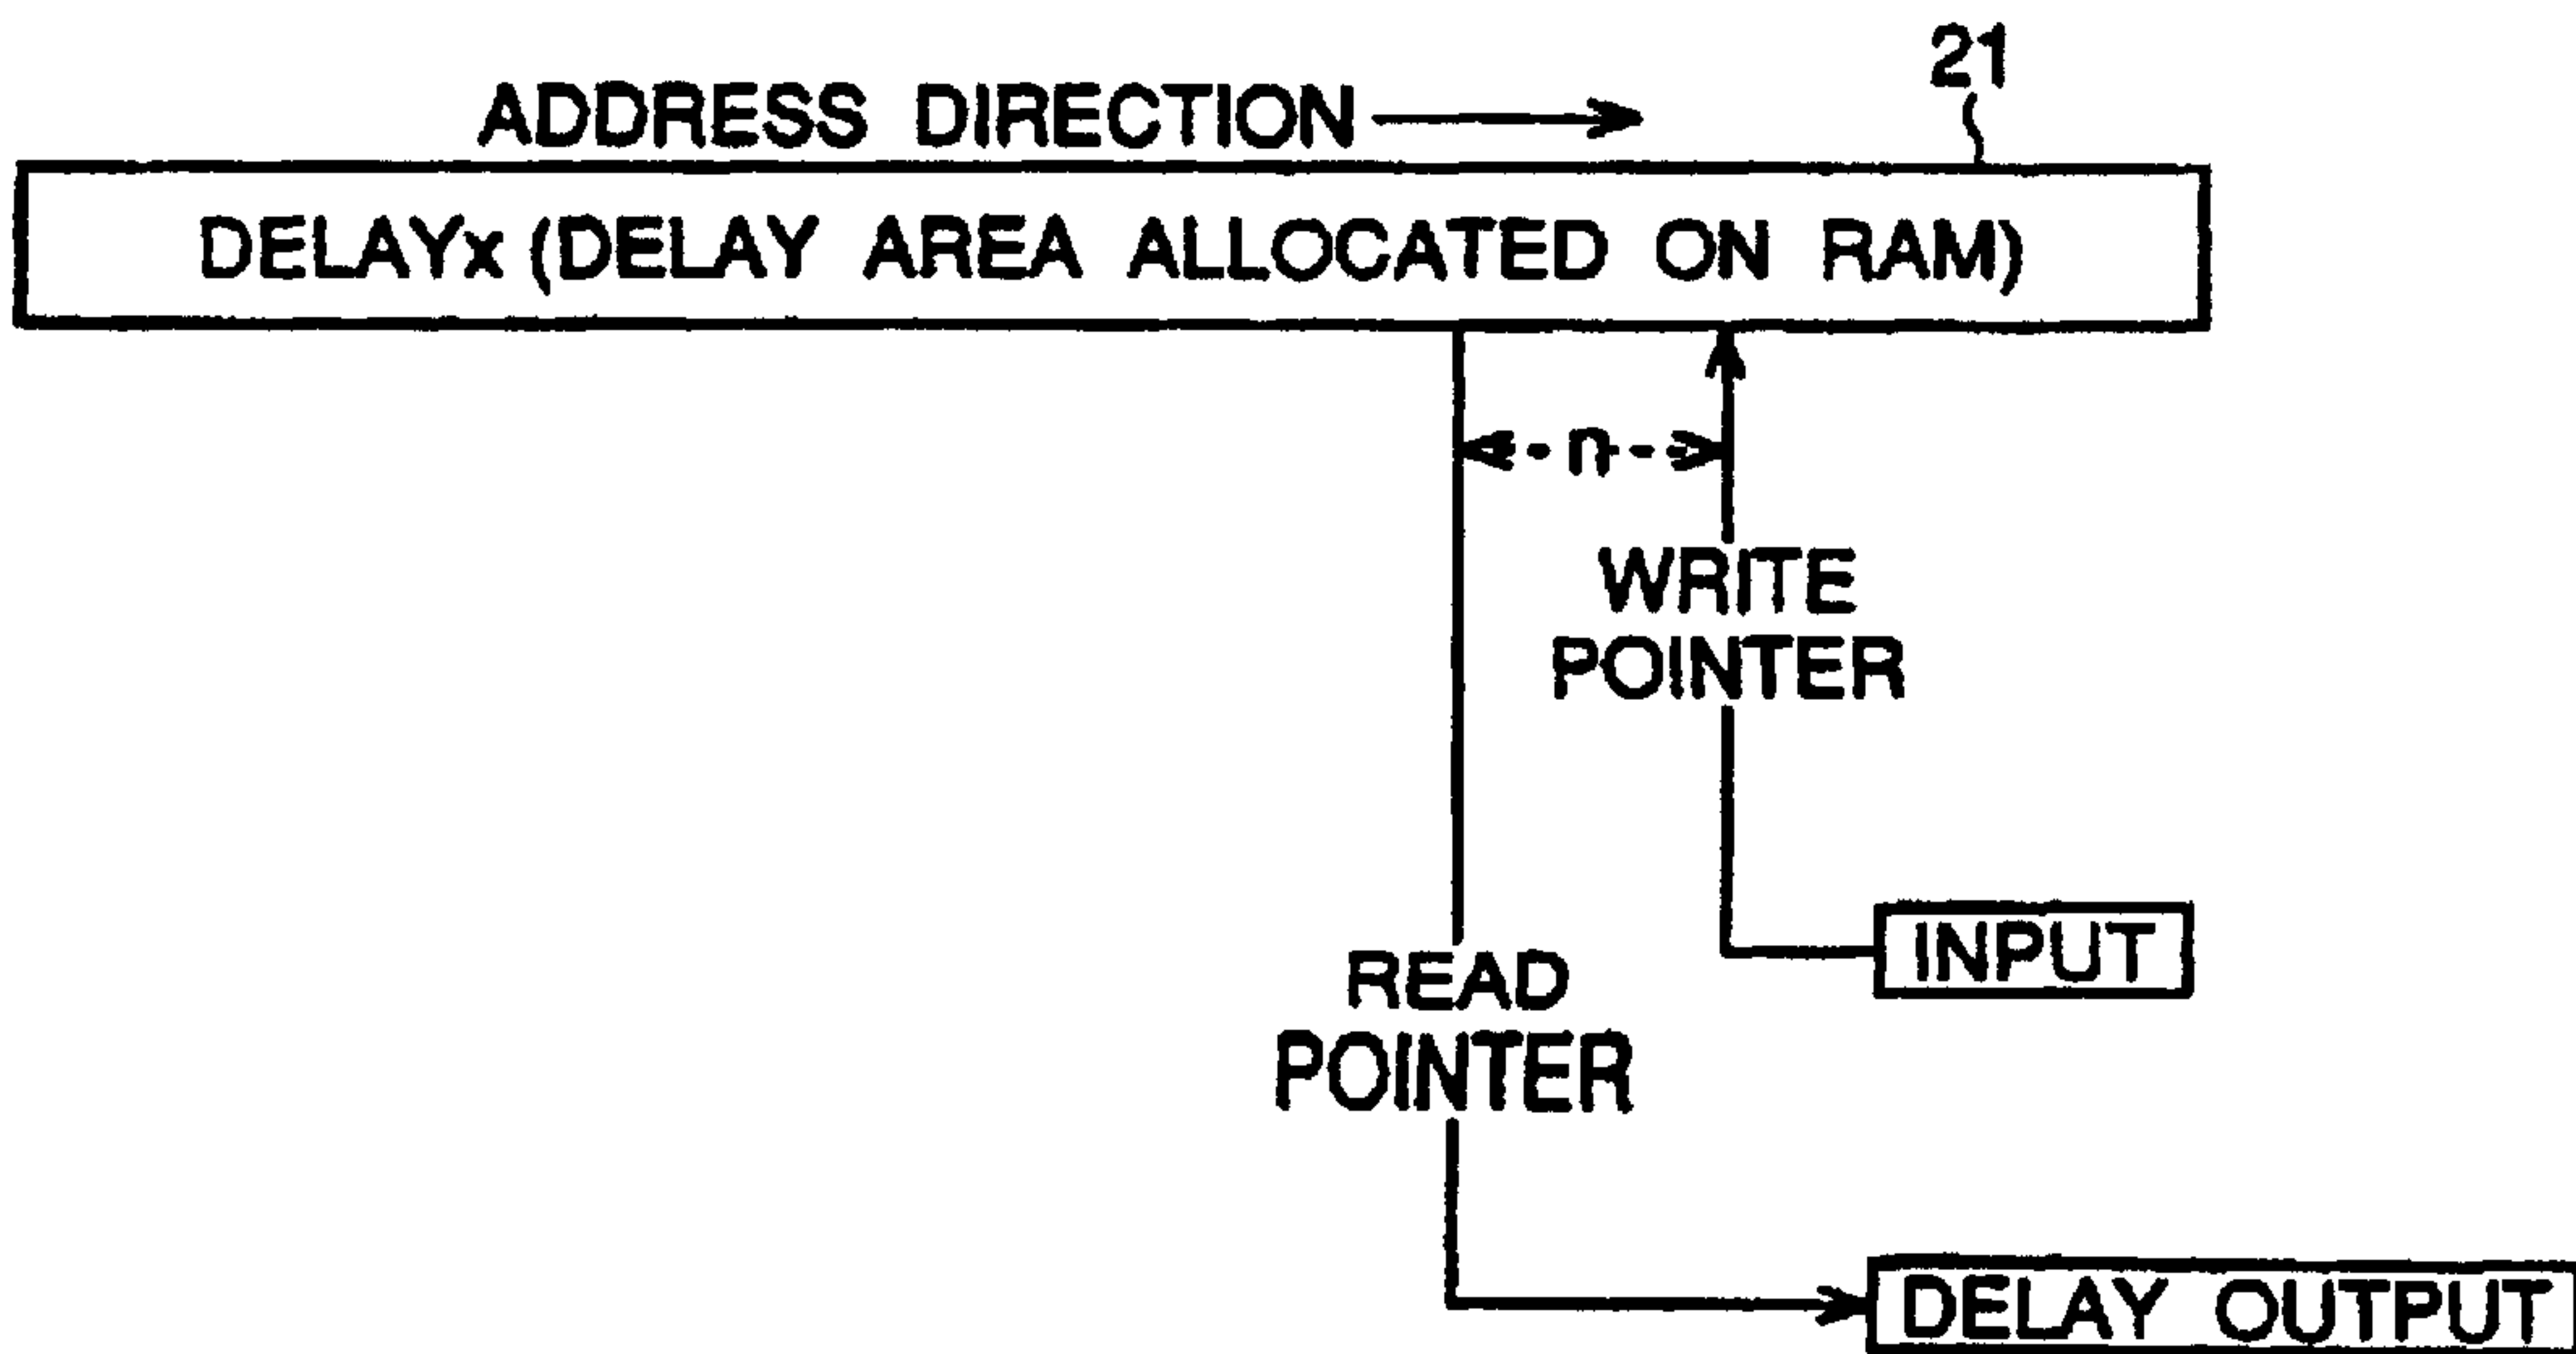 21
ADDRESS DIRECTION
DELAYx (DELAY AREA ALLOCATED ON RAM)
n
WRITE
POINTER
INPUT
READ
POINTER
DELAY OUTPUT